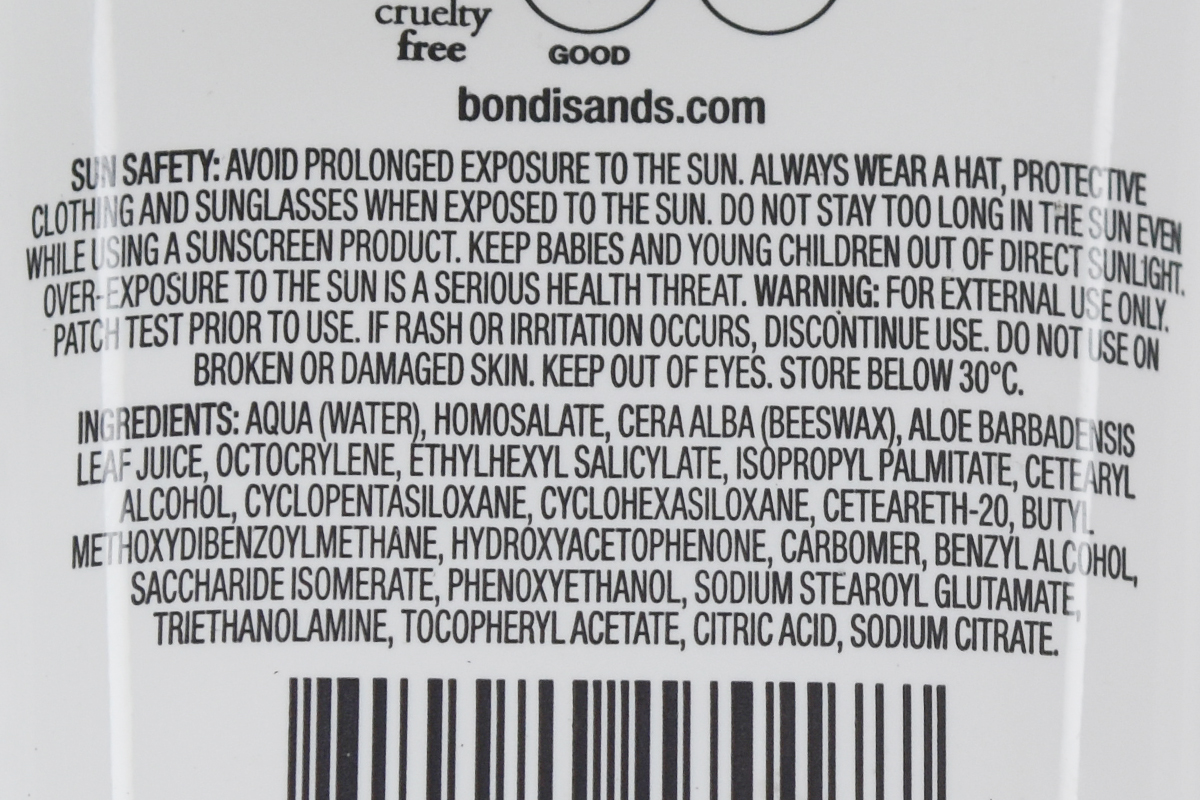 cruelty
free
GOOD
bondisands.com
SUN SAFETY: AVOID PROLONGED EXPOSURE TO THE SUN. ALWAYS WEAR A HAT, PROTECTIVE
CLOTHING AND SUNGLASSES WHEN EXPOSED TO THE SUN. DO NOT STAY TOO LONG IN THE SUN EVEN
WHILE USING A SUNSCREEN PRODUCT. KEEP BABIES AND YOUNG CHILDREN OUT OF DIRECT SUNLIGHT.
OVER-EXPOSURE TO THE SUN IS A SERIOUS HEALTH THREAT. WARNING: FOR EXTERNAL USE ONLY.
PATCH TEST PRIOR TO USE. IF RASH OR IRRITATION OCCURS, DISCONTINUE USE. DO NOT USE ON
BROKEN OR DAMAGED SKIN. KEEP OUT OF EYES. STORE BELOW 30°C.
INGREDIENTS: AQUA (WATER), HOMOSALATE, CERA ALBA (BEESWAX), ALOE BARBADENSIS
LEAF JUICE, OCTOCRYLENE, ETHYLHEXYL SALICYLATE, ISOPROPYL PALMITATE, CETEARYL
ALCOHOL, CYCLOPENTASILOXANE, CYCLOHEXASILOXANE, CETEARETH-20, BUTYL
METHOXYDIBENZOYLMETHANE, HYDROXYACETOPHENONE, CARBOMER, BENZYL ALCOHOL,
SACCHARIDE ISOMERATE, PHENOXYETHANOL, SODIUM STEAROYL GLUTAMATE,
TRIETHANOLAMINE, TOCOPHERYL ACETATE, CITRIC ACID, SODIUM CITRATE.